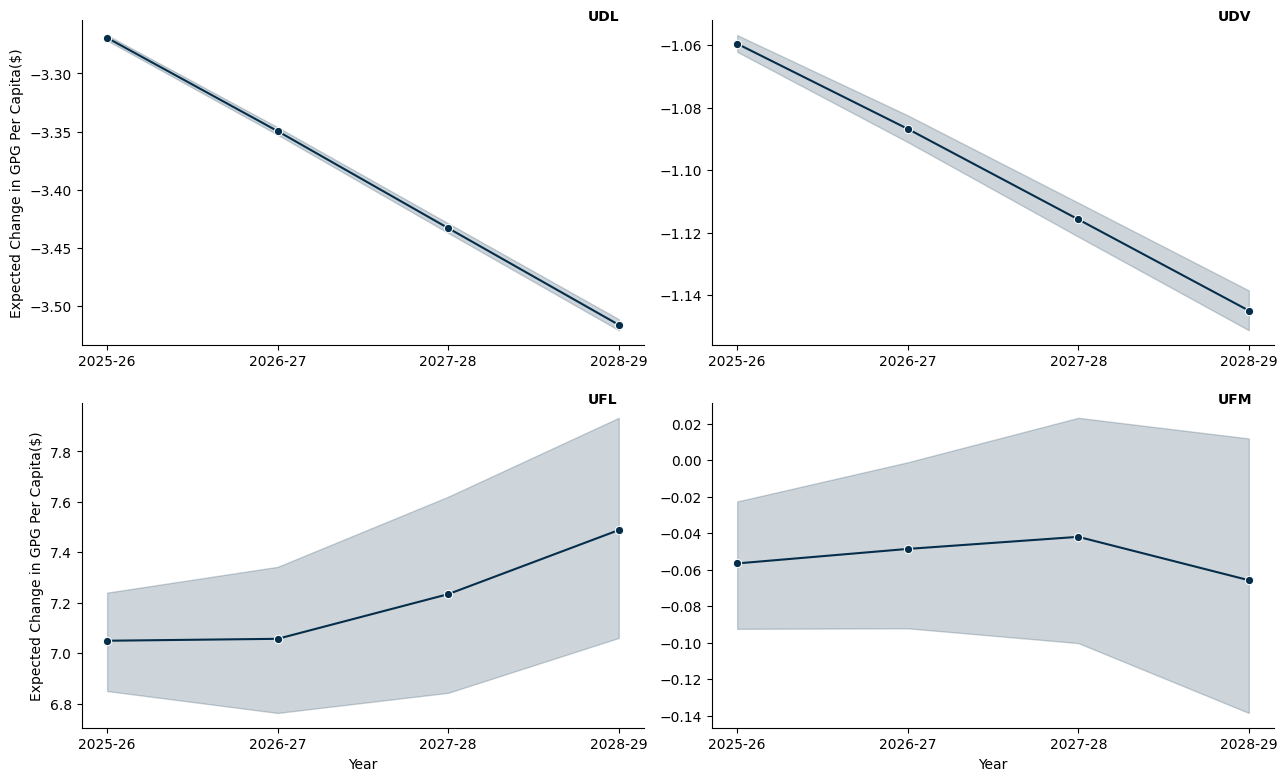 UDL
Expected Change in GPG Per Capita($)
−3.30
−3.35
−3.40
−3.45
−3.50
2025-26 2026-27 2027-28 2028-29
UDV
−1.06
−1.08
−1.10
−1.12
−1.14
2025-26 2026-27 2027-28 2028-29
UFL
Expected Change in GPG Per Capita($)
7.8
7.6
7.4
7.2
7.0
6.8
2025-26 2026-27 2027-28 2028-29
Year
UFM
0.02
0.00
−0.02
−0.04
−0.06
−0.08
−0.10
−0.12
−0.14
2025-26 2026-27 2027-28 2028-29
Year